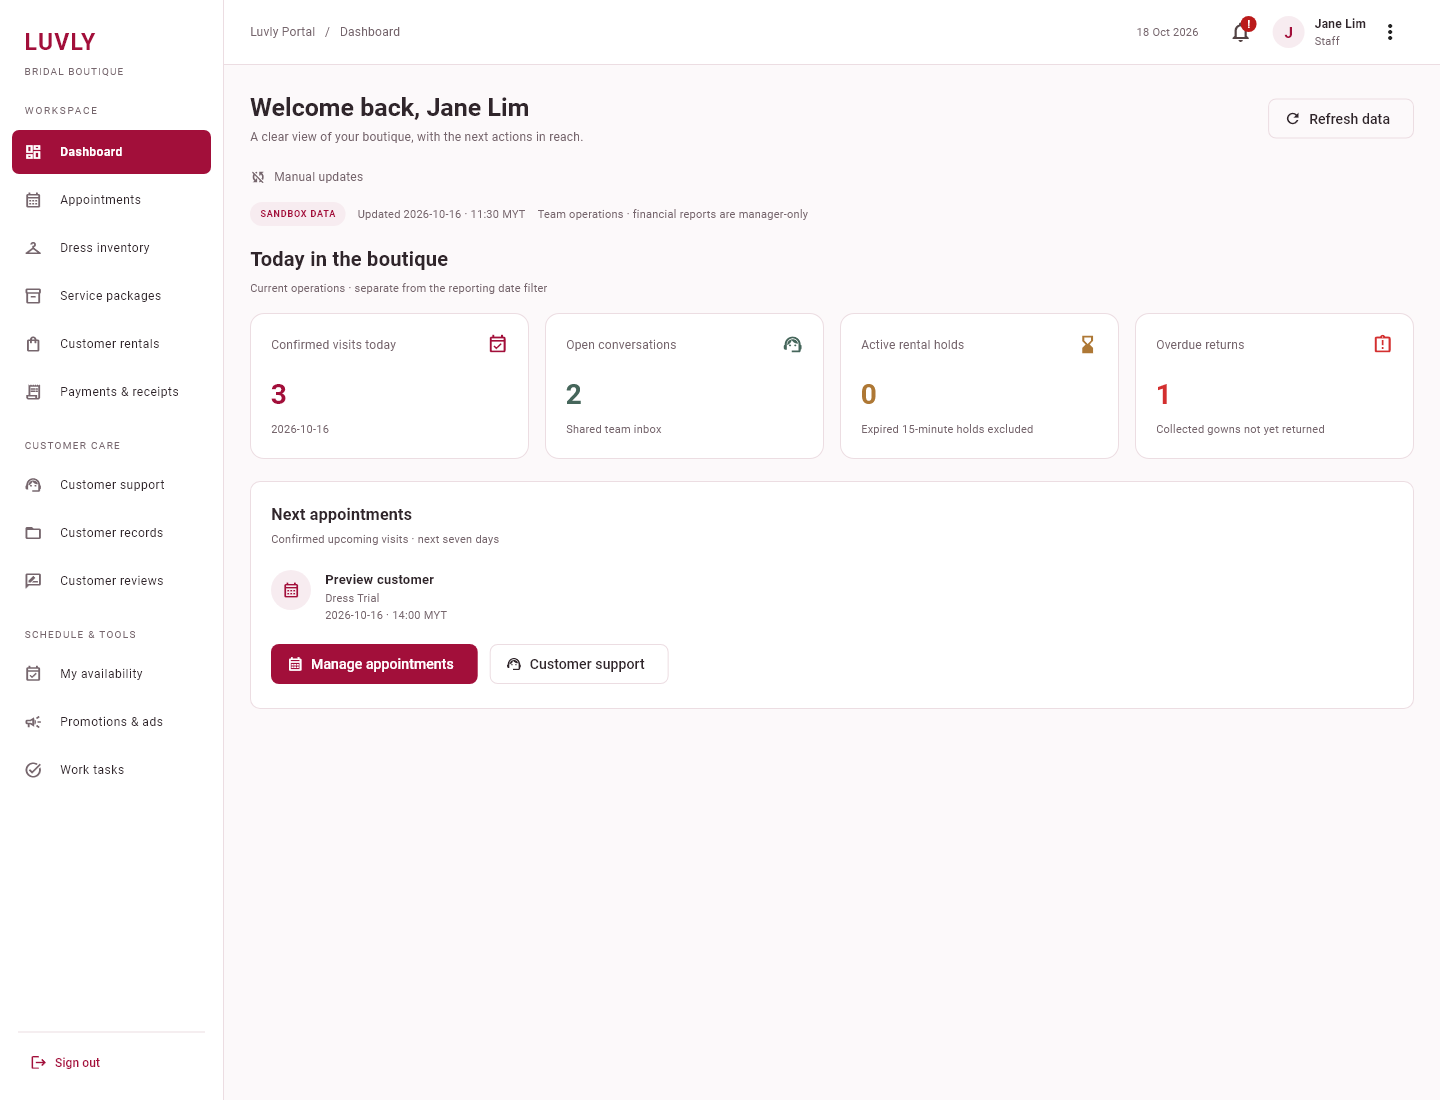 LUVLY
BRIDAL BOUTIQUE
WORKSPACE
Dashboard
Appointments
Dress inventory
Service packages
Customer rentals
Payments & receipts
CUSTOMER CARE
Customer support
Customer records
Customer reviews
SCHEDULE & TOOLS
My availability
Promotions & ads
Work tasks
Sign out
Luvly Portal / Dashboard
18 Oct 2026
!
J
Jane Lim
Staff
Welcome back, Jane Lim
A clear view of your boutique, with the next actions in reach.
Refresh data
Manual updates
SANDBOX DATA Updated 2026-10-16 · 11:30 MYT Team operations · financial reports are manager-only
Today in the boutique
Current operations · separate from the reporting date filter
Confirmed visits today
3
2026-10-16
Open conversations
2
Shared team inbox
Active rental holds
0
Expired 15-minute holds excluded
Overdue returns
1
Collected gowns not yet returned
Next appointments
Confirmed upcoming visits · next seven days
Preview customer
Dress Trial
2026-10-16 · 14:00 MYT
Manage appointments
Customer support